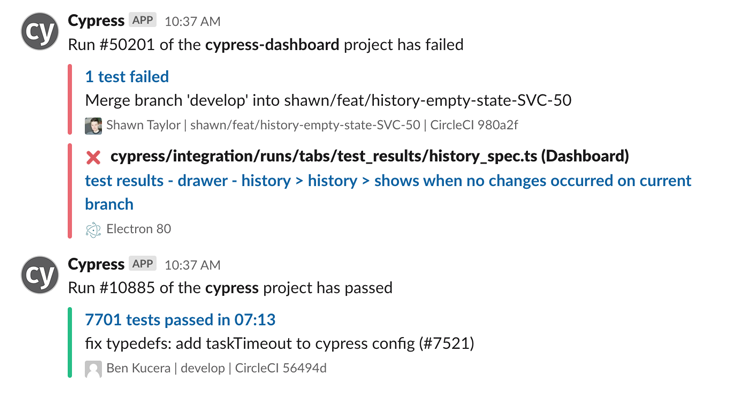 cy
Cypress APP 10:37 AM
Run #50201 of the cypress-dashboard project has failed
1 test failed
Merge branch 'develop' into shawn/feat/history-empty-state-SVC-50
Shawn Taylor | shawn/feat/history-empty-state-SVC-50 | CircleCI 980a2f
cypress/integration/runs/tabs/test_results/history_spec.ts (Dashboard)
test results - drawer - history > history > shows when no changes occurred on current
branch
Electron 80
cy
Cypress APP 10:37 AM
Run #10885 of the cypress project has passed
7701 tests passed in 07:13
fix typedefs: add taskTimeout to cypress config (#7521)
Ben Kucera | develop | CircleCI 56494d